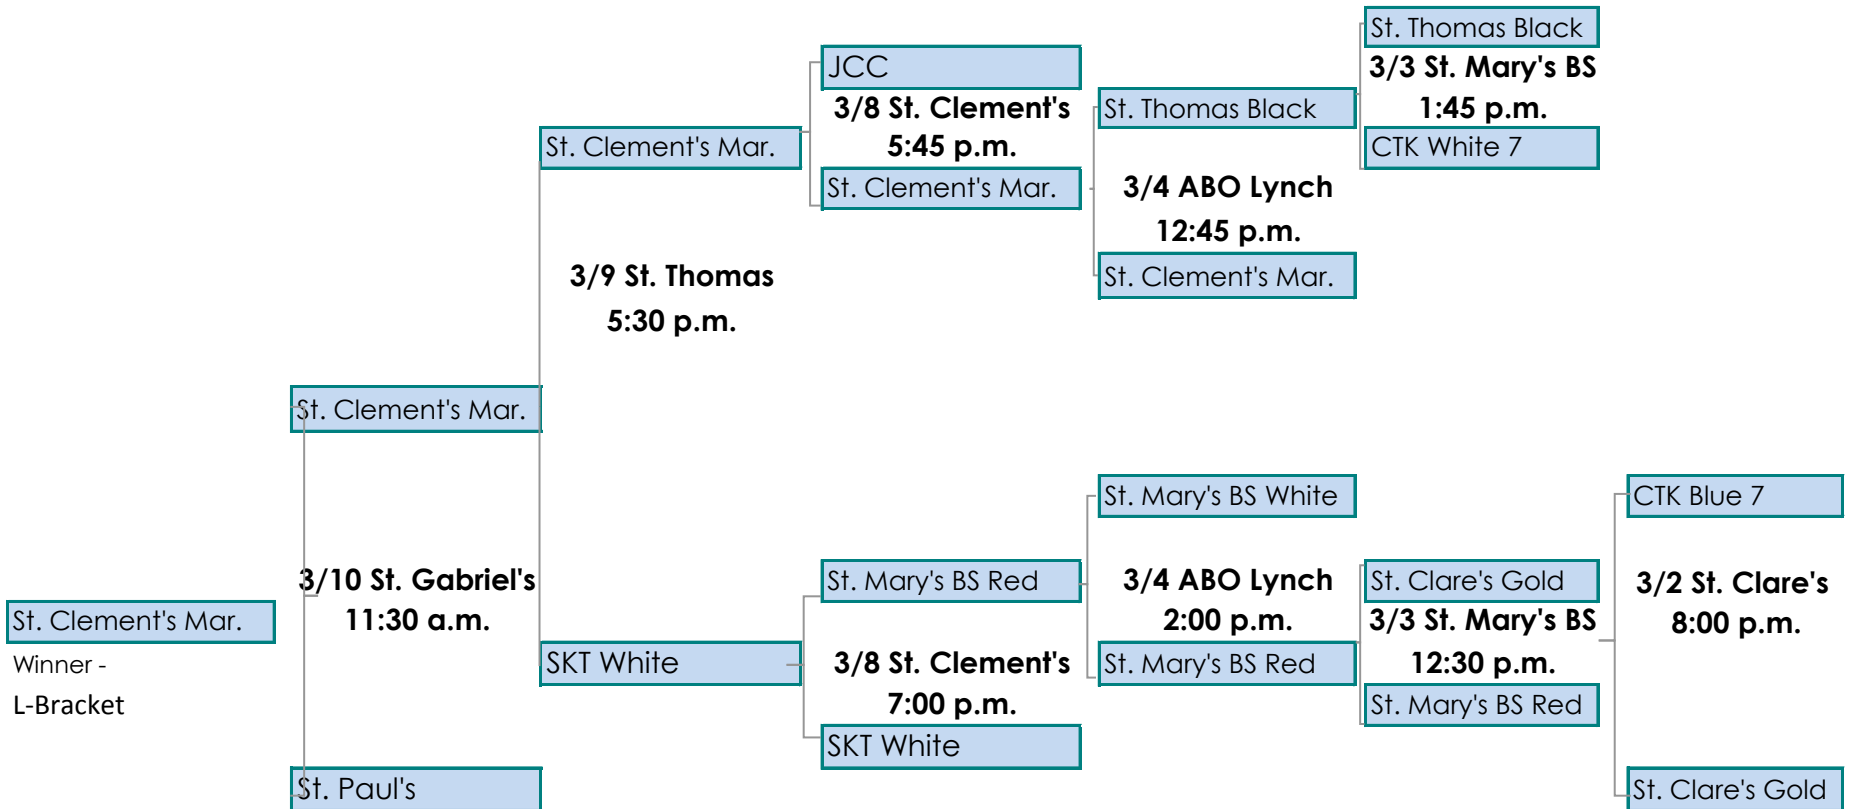 St. Thomas Black
3/3 St. Mary's BS
1:45 p.m.
CTK White 7
JCC
3/8 St. Clement's
5:45 p.m.
St. Clement's Mar.
St. Thomas Black
3/4 ABO Lynch
12:45 p.m.
St. Clement's Mar.
St. Clement's Mar.
3/9 St. Thomas
5:30 p.m.
St. Clement's Mar.
3/10 St. Gabriel's
11:30 a.m.
St. Clement's Mar.
Winner -
L-Bracket
St. Paul's
SKT White
St. Mary's BS Red
3/8 St. Clement's
7:00 p.m.
SKT White
St. Mary's BS White
3/4 ABO Lynch
2:00 p.m.
St. Mary's BS Red
St. Clare's Gold
3/3 St. Mary's BS
12:30 p.m.
St. Mary's BS Red
CTK Blue 7
3/2 St. Clare's
8:00 p.m.
St. Clare's Gold